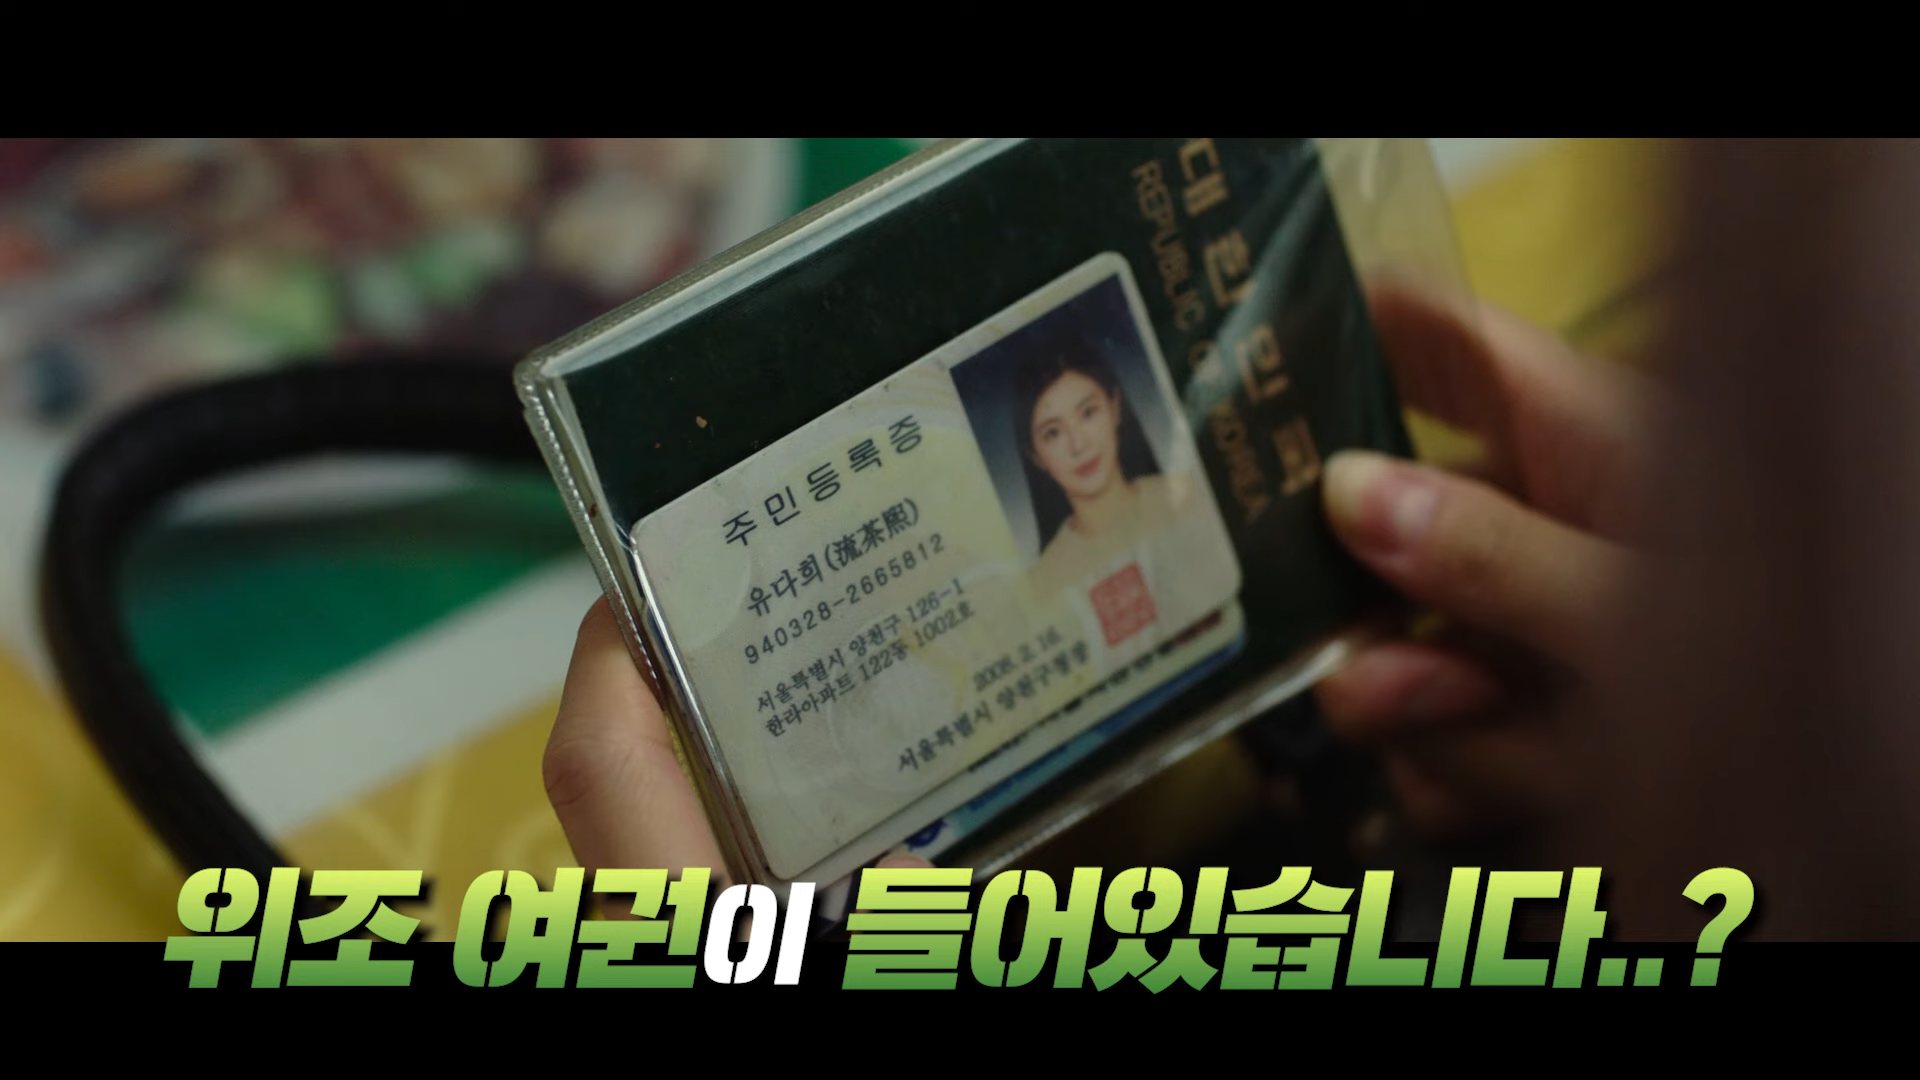 대한민국
REPUBLIC OF KOREA
주민등록증
유다희(流茶熙)
940328-2665812
서울특별시 양천구 126-1
한라아파트 122동 1002호
2008. 2. 16.
서울특별시 양천구청장
위조 여권이 들어있습니다..?